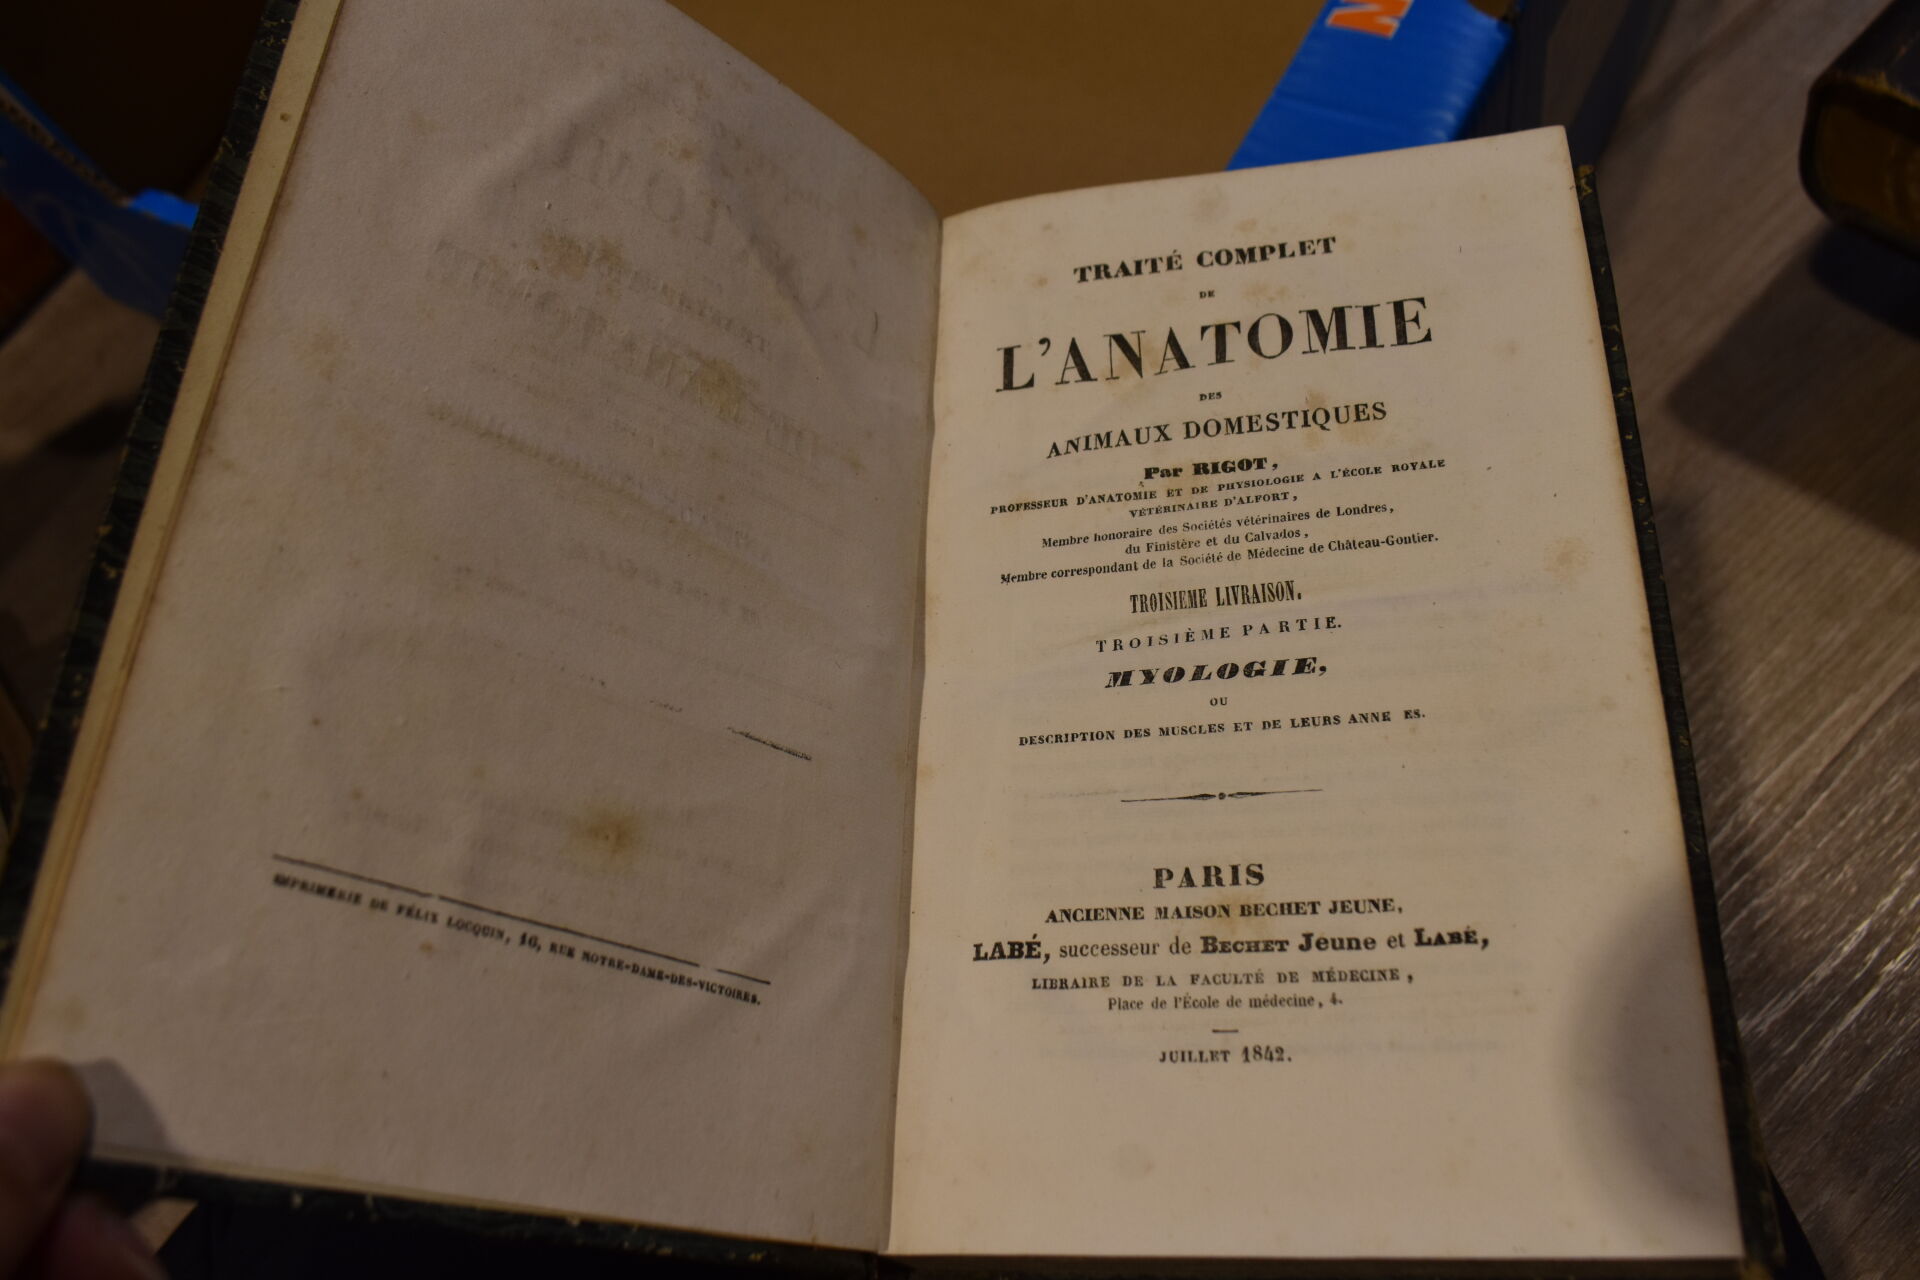 IMPRIMERIE DE FÉLIX LOCQUIN, 16, RUE NOTRE-DAME-DES-VICTOIRES.
TRAITÉ COMPLET
DE
L'ANATOMIE
DES
ANIMAUX DOMESTIQUES
Par RIGOT,
PROFESSEUR D'ANATOMIE ET DE PHYSIOLOGIE A L'ÉCOLE ROYALE
VÉTÉRINAIRE D'ALFORT,
Membre honoraire des Sociétés vétérinaires de Londres,
du Finistère et du Calvados,
Membre correspondant de la Société de Médecine de Château-Gontier.
TROISIEME LIVRAISON.
TROISIÈME PARTIE.
MYOLOGIE,
OU
DESCRIPTION DES MUSCLES ET DE LEURS ANNE ES.
PARIS
ANCIENNE MAISON BECHET JEUNE,
LABÉ, successeur de BECHET Jeune et LABÉ,
LIBRAIRE DE LA FACULTÉ DE MÉDECINE,
Place de l'École de médecine, 4.
JUILLET 1842.